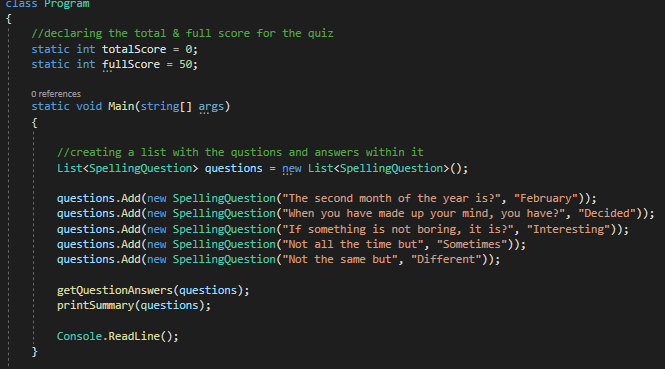 class Program
{
//declaring the total & full score for the quiz
static int totalScore = 0;
static int fullScore = 50;
0 references
static void Main(string[] args)
{
//creating a list with the qustions and answers within it
List<SpellingQuestion> questions = new List<SpellingQuestion>();
questions.Add(new SpellingQuestion("The second month of the year is?", "February"));
questions.Add(new SpellingQuestion("When you have made up your mind, you have?", "Decided"));
questions.Add(new SpellingQuestion("If something is not boring, it is?", "Interesting"));
questions.Add(new SpellingQuestion("Not all the time but", "Sometimes"));
questions.Add(new SpellingQuestion("Not the same but", "Different"));
getQuestionAnswers(questions);
printSummary(questions);
Console.ReadLine();
}